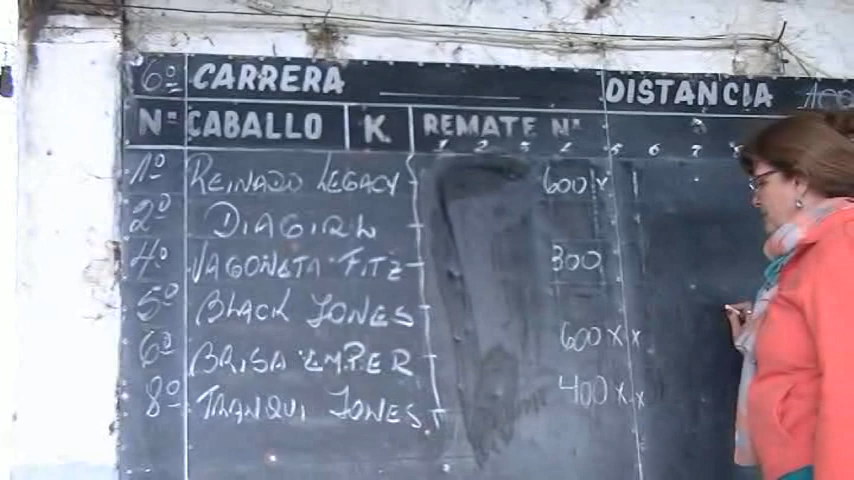 6º CARRERA DISTANCIA
Nº CABALLO K. REMATE Nº
1 2 3 4 5 6 7
1º REINADO LEGACY 600 x
2º DIAGIRL
4º VAGONETA FITZ 300
5º BLACK JONES
6º BRISA EMPER 600 x x
8º TRANQUI JONES 400 x x